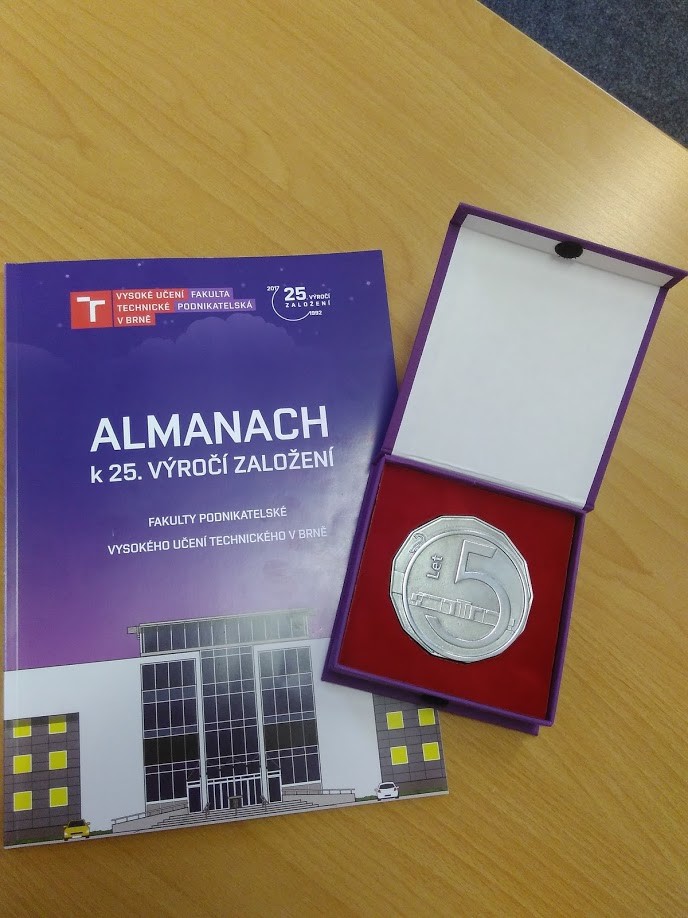 VYSOKÉ UČENÍ FAKULTA
TECHNICKÉ PODNIKATELSKÁ
V BRNĚ
2017
25. VÝROČÍ
ZALOŽENÍ
1992
ALMANACH
k 25. VÝROČÍ ZALOŽENÍ
FAKULTY PODNIKATELSKÉ
VYSOKÉHO UČENÍ TECHNICKÉHO V BRNĚ
2
Let
5